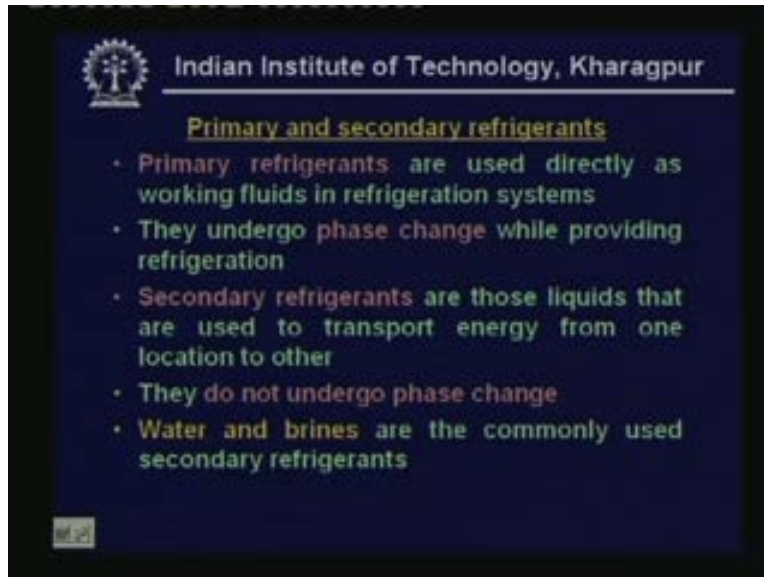 Indian Institute of Technology, Kharagpur
Primary and secondary refrigerants
· Primary refrigerants are used directly as
working fluids in refrigeration systems
· They undergo phase change while providing
refrigeration
· Secondary refrigerants are those liquids that
are used to transport energy from one
location to other
· They do not undergo phase change
· Water and brines are the commonly used
secondary refrigerants